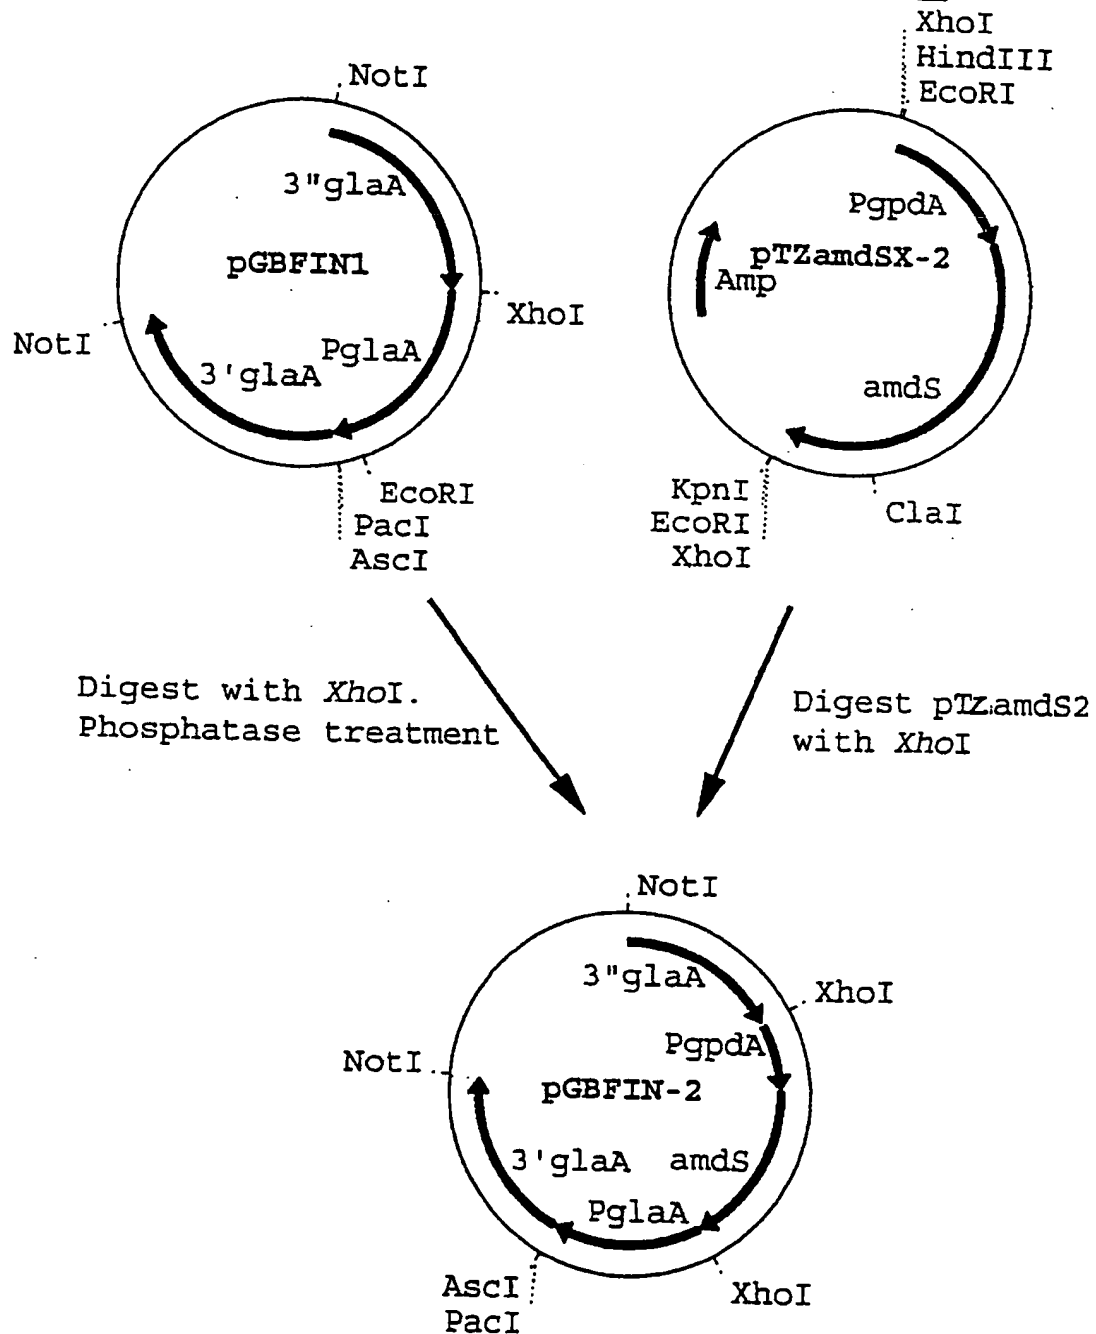 XhoI
HindIII
EcoRI
NotI
3"glaA
pGBFIN1
XhoI
NotI
PglaA
3'glaA
EcoRI
PacI
AscI
PgpdA
pTZamdSX-2
Amp
amdS
KpnI
EcoRI
XhoI
ClaI
Digest with XhoI.
Phosphatase treatment
Digest pTZamdS2
with XhoI
NotI
3"glaA
XhoI
PgpdA
NotI
pGBFIN-2
3'glaA amdS
PglaA
AscI
PacI
XhoI